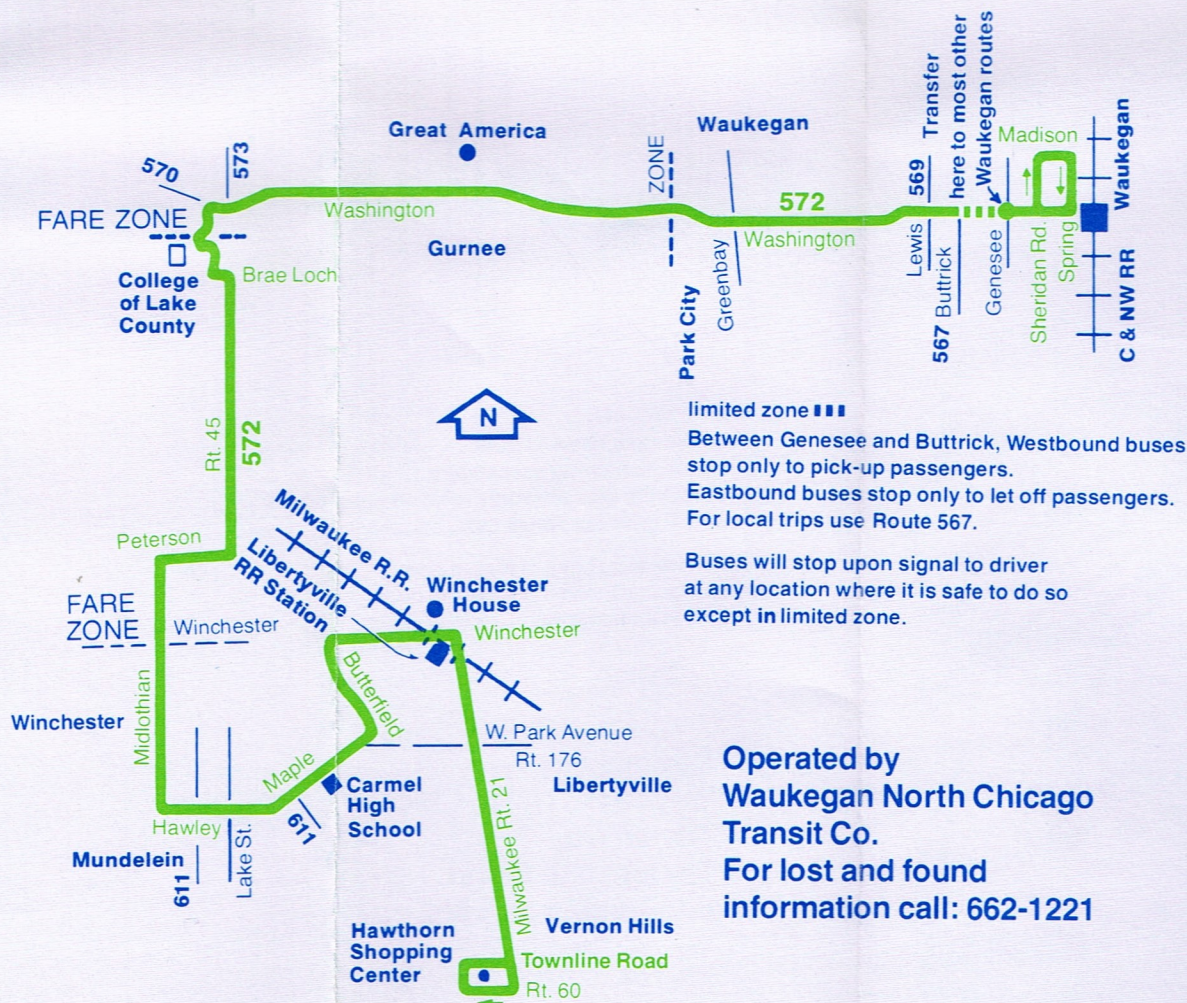 Great America
Waukegan
570
573
FARE ZONE
College
of Lake
County
Washington
Gurnee
Brae Loch
ZONE
Park City
Greenbay
572
Washington
Lewis
569
Transfer
here to most other
Waukegan routes
567 Buttrick
Genesee
Madison
Sheridan Rd.
Spring
Waukegan
C & NW RR
Rt. 45
572
N
limited zone
Between Genesee and Buttrick, Westbound buses
stop only to pick-up passengers.
Eastbound buses stop only to let off passengers.
For local trips use Route 567.
Buses will stop upon signal to driver
at any location where it is safe to do so
except in limited zone.
Peterson
FARE
ZONE
Winchester
Milwaukee R.R.
Libertyville
RR Station
Winchester
House
Winchester
Butterfield
Midlothian
Winchester
W. Park Avenue
Rt. 176
Libertyville
Maple
Carmel
High
School
611
Hawley
Mundelein
611
Lake St.
Milwaukee Rt. 21
Hawthorn
Shopping
Center
Vernon Hills
Townline Road
Rt. 60
Operated by
Waukegan North Chicago
Transit Co.
For lost and found
information call: 662-1221